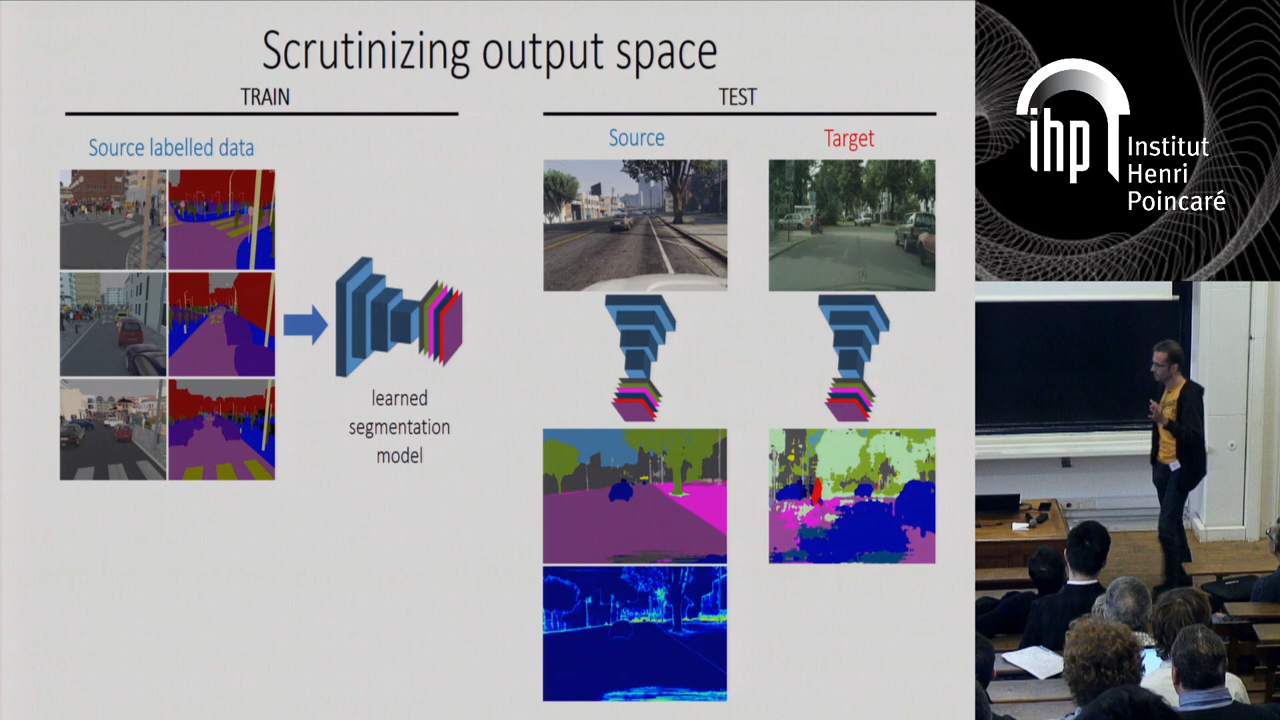 Scrutinizing output space
TRAIN
TEST
Source labelled data
Source
Target
learned
segmentation
model
ihp
Institut
Henri
Poincaré